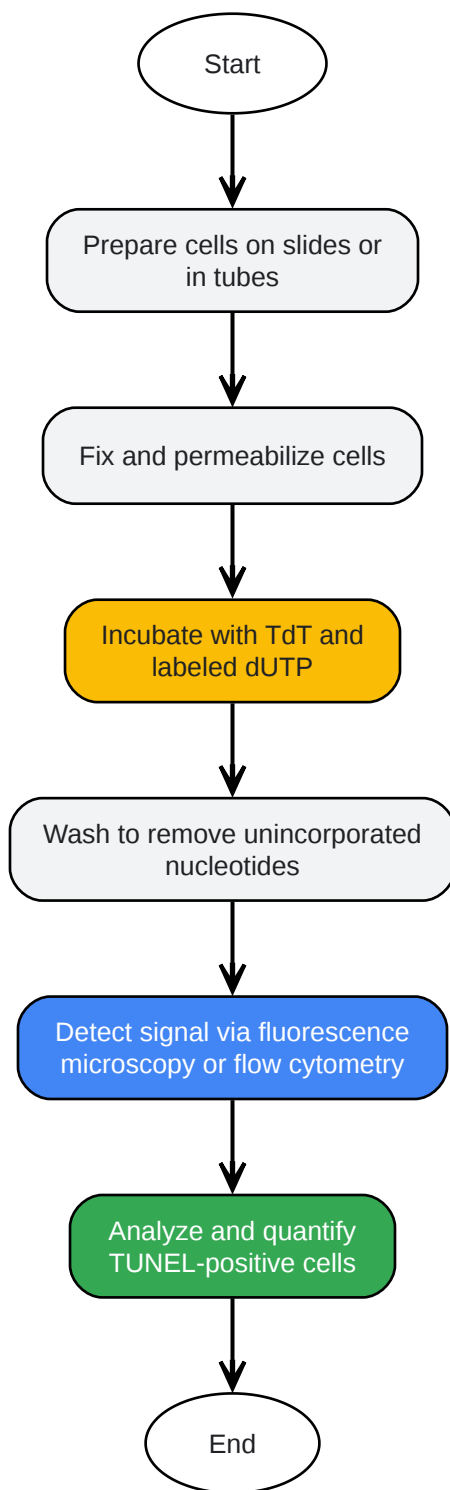 Start
Prepare cells on slides or
in tubes
Fix and permeabilize cells
Incubate with TdT and
labeled dUTP
Wash to remove unincorporated
nucleotides
Detect signal via fluorescence
microscopy or flow cytometry
Analyze and quantify
TUNEL-positive cells
End